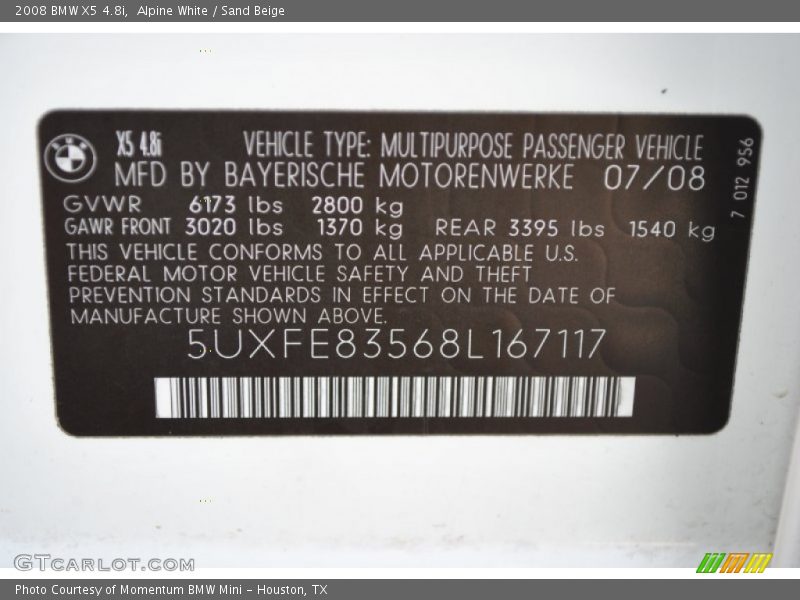 2008 BMW X5 4.8i,  Alpine White / Sand Beige
BMW
X5 4.8i
VEHICLE TYPE: MULTIPURPOSE PASSENGER VEHICLE
MFD BY BAYERISCHE MOTORENWERKE 07/08
GVWR 6173 lbs 2800 kg
GAWR FRONT 3020 lbs 1370 kg REAR 3395 lbs 1540 kg
THIS VEHICLE CONFORMS TO ALL APPLICABLE U.S.
FEDERAL MOTOR VEHICLE SAFETY AND THEFT
PREVENTION STANDARDS IN EFFECT ON THE DATE OF
MANUFACTURE SHOWN ABOVE.
5UXFE83568L167117
7 012 956
GTCARLOT.COM
Photo Courtesy of Momentum BMW Mini - Houston, TX